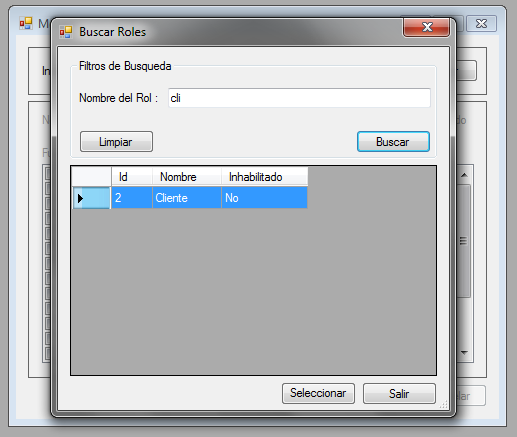 Buscar Roles
Filtros de Busqueda
Nombre del Rol :
cli
Limpiar
Buscar
Id Nombre Inhabilitado
2 Cliente No
Seleccionar
Salir